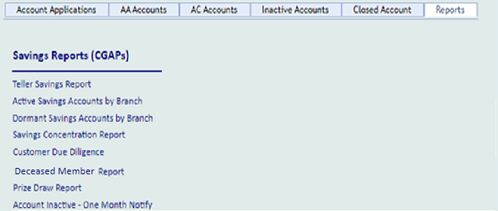 Account Applications AA Accounts AC Accounts Inactive Accounts Closed Account Reports
Savings Reports (CGAPs)
Teller Savings Report
Active Savings Accounts by Branch
Dormant Savings Accounts by Branch
Savings Concentration Report
Customer Due Diligence
Deceased Member Report
Prize Draw Report
Account Inactive - One Month Notify